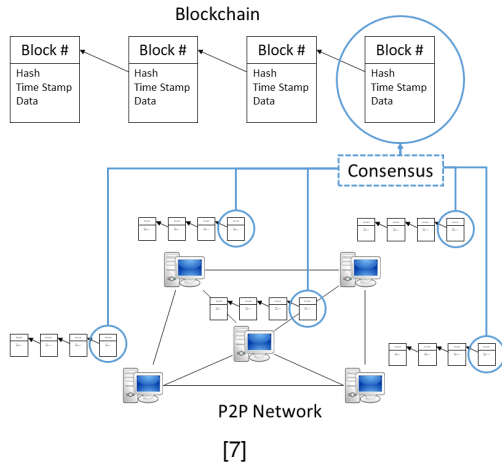 Blockchain
Block # Block # Block # Block #
Hash Hash Hash Hash
Time Stamp Time Stamp Time Stamp Time Stamp
Data Data Data Data
Consensus
P2P Network
[7]